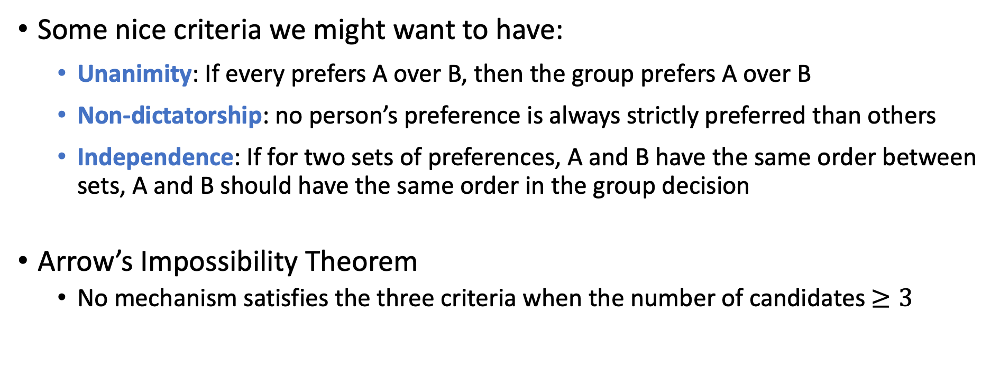 • Some nice criteria we might want to have:
• Unanimity: If every prefers A over B, then the group prefers A over B
• Non-dictatorship: no person’s preference is always strictly preferred than others
• Independence: If for two sets of preferences, A and B have the same order between
sets, A and B should have the same order in the group decision
• Arrow’s Impossibility Theorem
• No mechanism satisfies the three criteria when the number of candidates ≥ 3